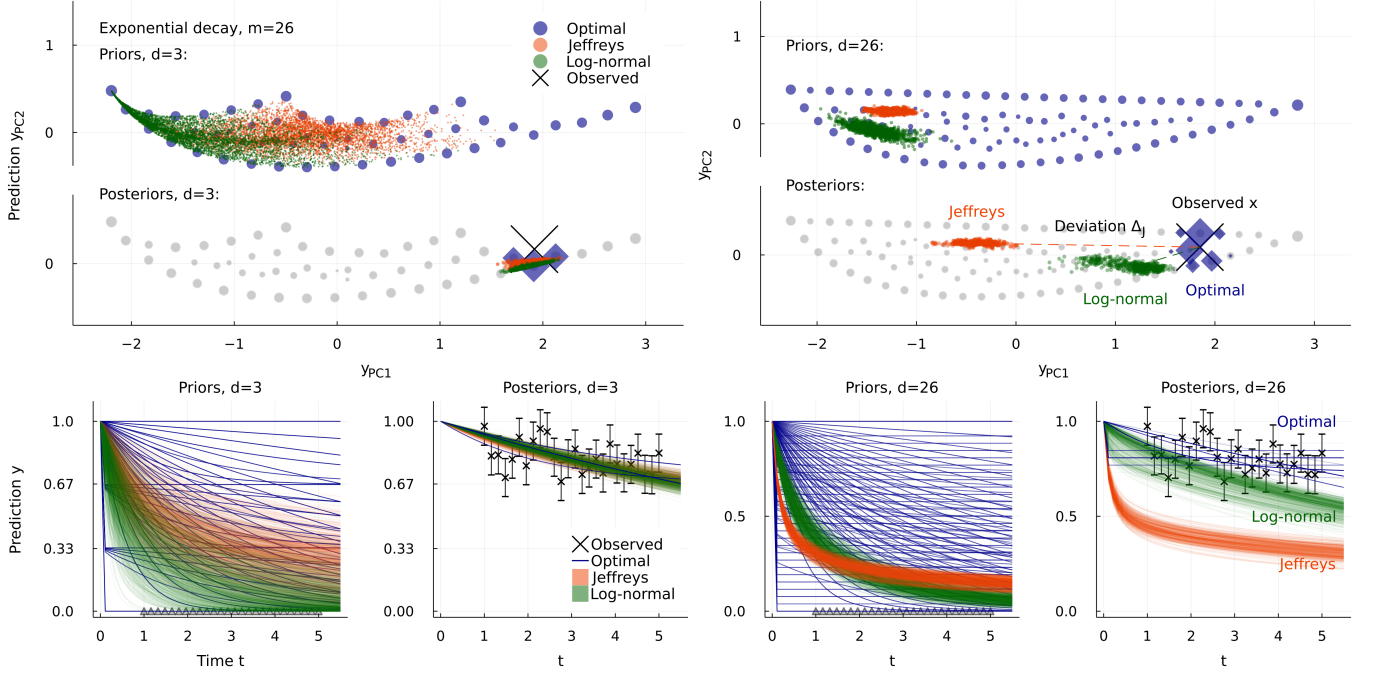 Exponential decay, m=26
Priors, d=3:
Optimal
Jeffreys
Log-normal
Observed
Prediction yPC2
1
0
Posteriors, d=3:
0
−2 −1 0 1 2 3
yPC1
Priors, d=26:
yPC2
1
0
Posteriors:
Jeffreys
Deviation ΔJ
Observed x
Log-normal
Optimal
0
−2 −1 0 1 2 3
yPC1
Priors, d=3
Prediction y
1.0
0.67
0.33
0.0
0 1 2 3 4 5
Time t
Posteriors, d=3
1.00
0.67
0.33
0.00
Observed
Optimal
Jeffreys
Log-normal
0 1 2 3 4 5
t
Priors, d=26
1.0
0.5
0.0
0 1 2 3 4 5
t
Posteriors, d=26
1.0
0.5
0.0
Optimal
Log-normal
Jeffreys
0 1 2 3 4 5
t